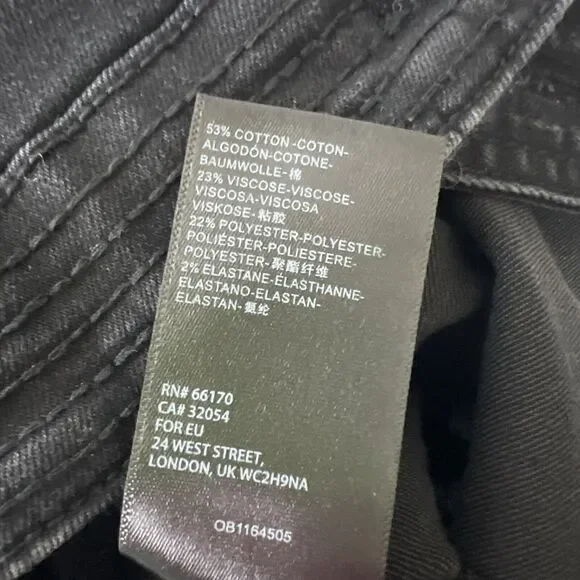 53% COTTON -COTON-
ALGODÓN-COTONE-
BAUMWOLLE-棉
23% VISCOSE-VISCOSE-
VISCOSA-VISCOSA
VISKOSE-粘胶
22% POLYESTER-POLYESTER-
POLIÉSTER-POLIESTERE-
POLYESTER-聚酯纤维
2% ELASTANE-ELASTHANNE-
ELASTANO-ELASTAN-
ELASTAN-氨纶
RN# 66170
CA# 32054
FOR EU
24 WEST STREET,
LONDON, UK WC2H9NA
OB1164505